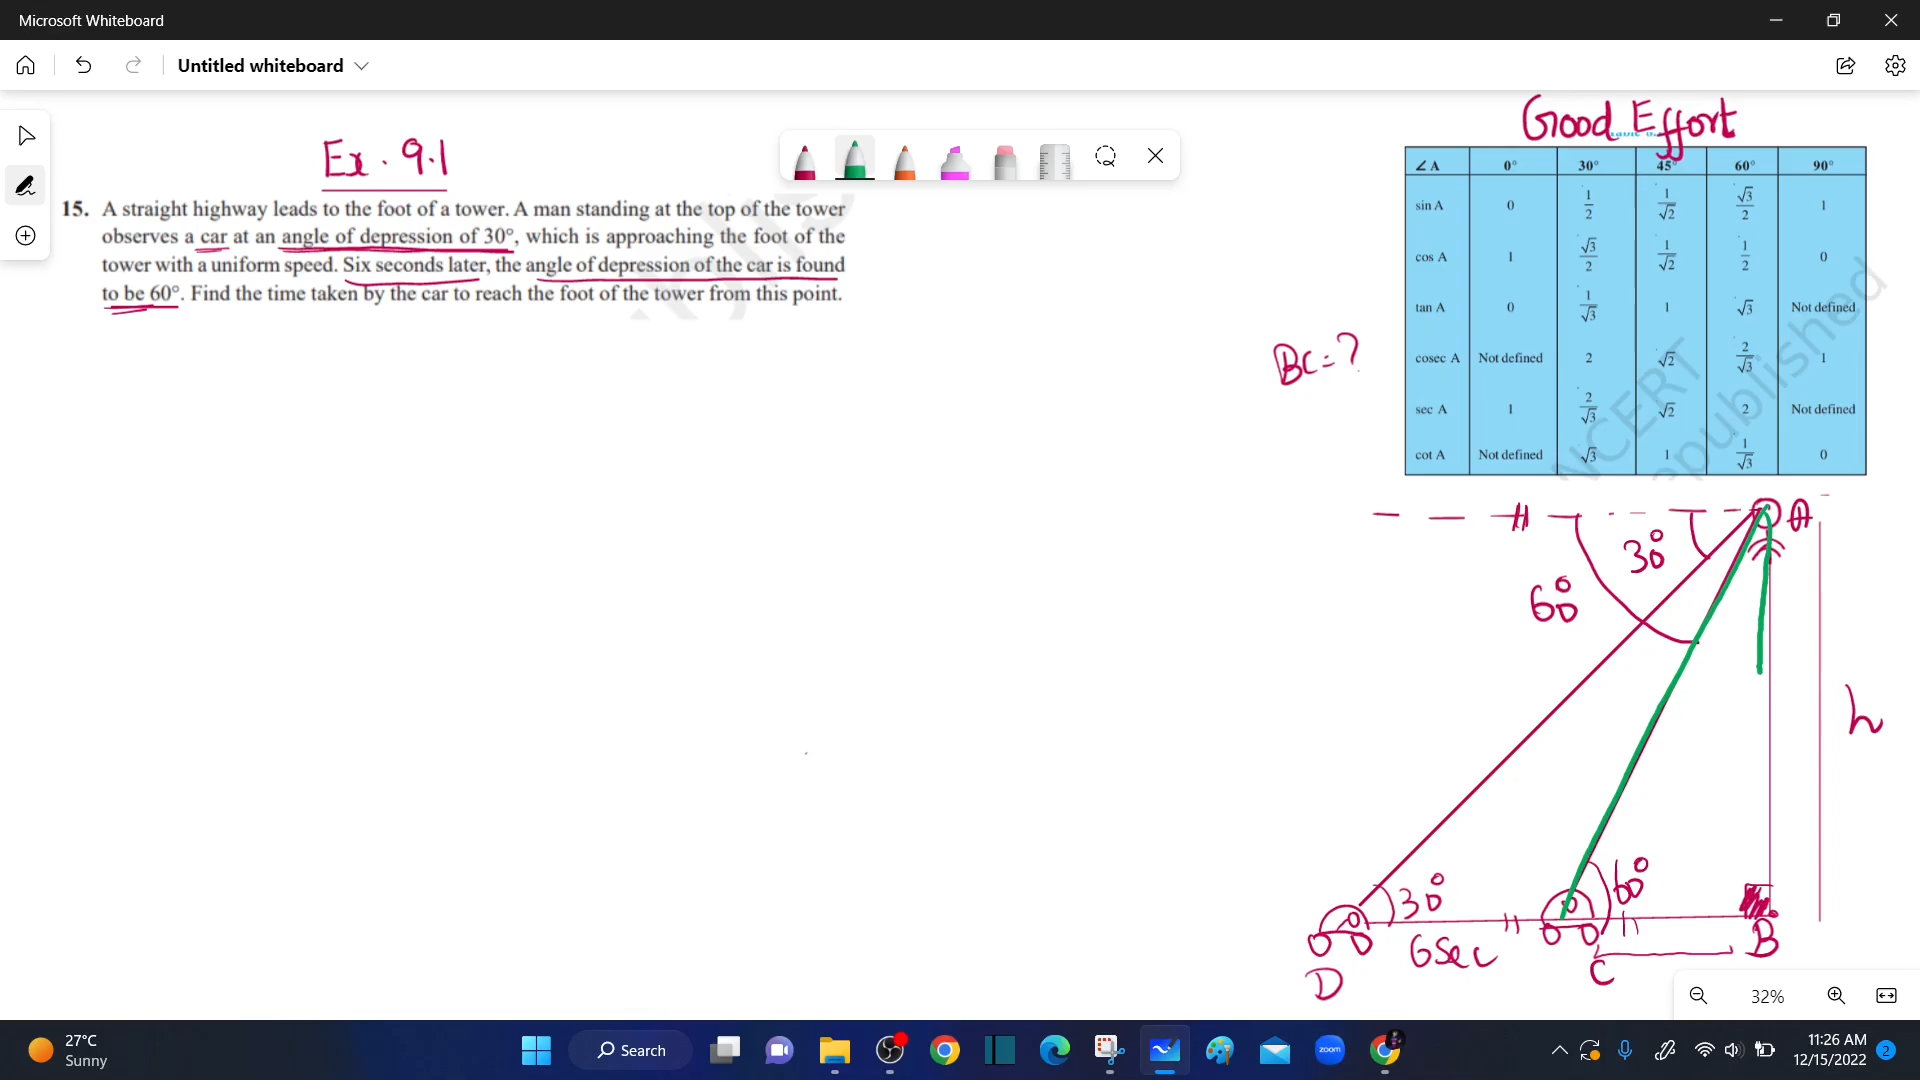 Microsoft Whiteboard
Untitled whiteboard
Ex. 9.1
15. A straight highway leads to the foot of a tower. A man standing at the top of the tower
observes a car at an angle of depression of 30°, which is approaching the foot of the
tower with a uniform speed. Six seconds later, the angle of depression of the car is found
to be 60°. Find the time taken by the car to reach the foot of the tower from this point.
Good Effort
∠A 0° 30° 45° 60° 90°
sin A 0 1/2 1/√2 √3/2 1
cos A 1 √3/2 1/√2 1/2 0
tan A 0 1/√3 1 √3 Not defined
cosec A Not defined 2 √2 2/√3 1
sec A 1 2/√3 √2 2 Not defined
cot A Not defined √3 1 1/√3 0
NCERT
republished
BC=?
A
30°
60°
h
30°
60°
6sec
D
C
B
32%
27°C
Sunny
Search
zoom
11:26 AM
12/15/2022
2